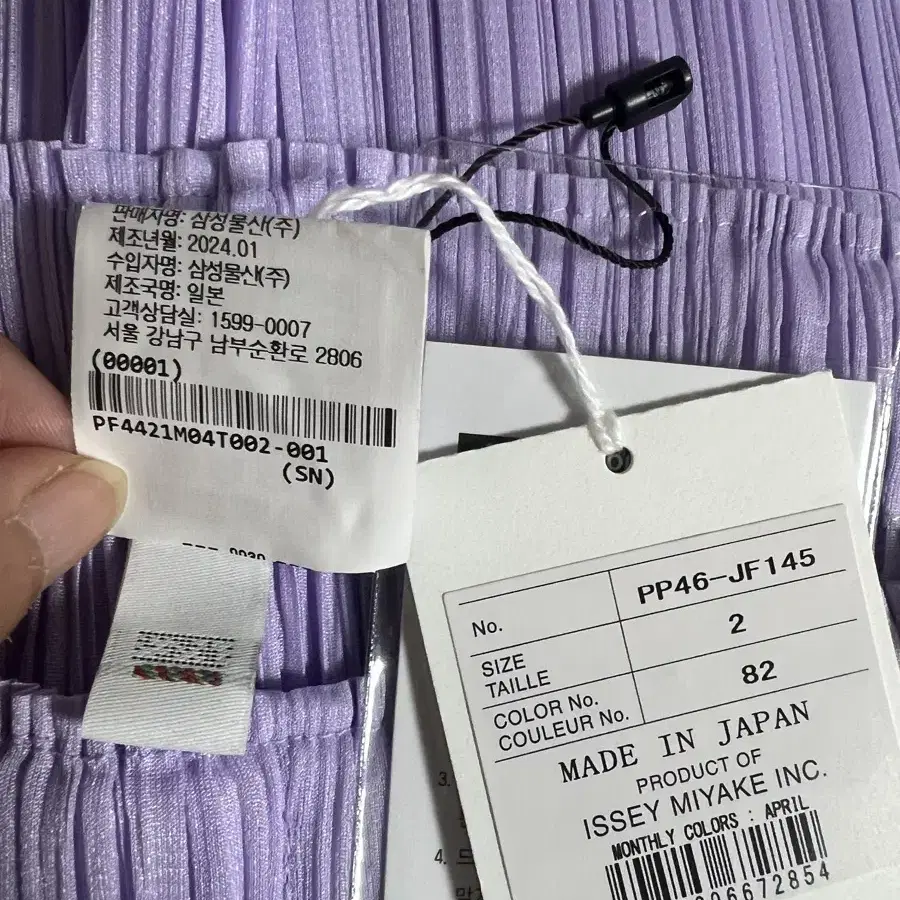 판매자명: 삼성물산(주)
제조년월: 2024.01
수입자명: 삼성물산(주)
제조국명: 일본
고객상담실: 1599-0007
서울 강남구 남부순환로 2806
(00001)
PF4421M04T002-001
(SN)
No. PP46-JF145
SIZE
TAILLE 2
COLOR No.
COULEUR No. 82
MADE IN JAPAN
PRODUCT OF
ISSEY MIYAKE INC.
MONTHLY COLORS : APRIL
6672854
3.
4.